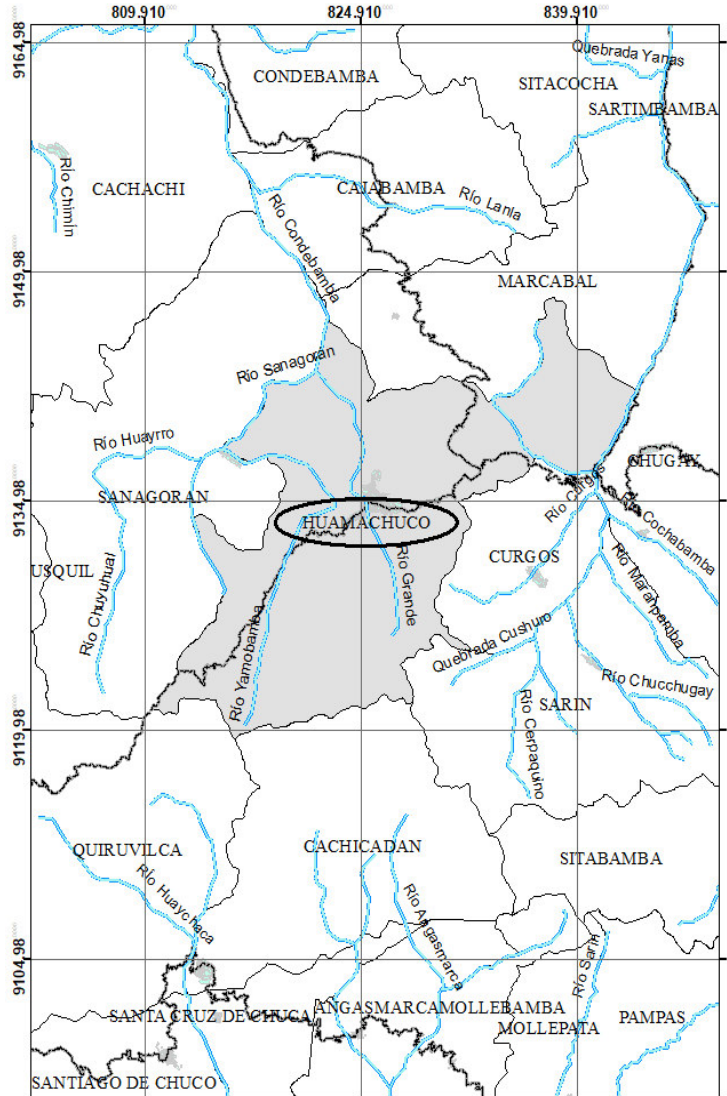 809.910
824.910
839.910
9164.98
Quebrada Yanas
CONDEBAMBA
SITACOCHA
SARTIMBAMBA
Río Chimín
CACHACHI
CAJABAMBA
Río Lanla
Río Condebamba
9149.98
MARCABAL
Río Sanagorán
Río Huayrro
SANAGORAN
CHUGAY
Río Curgos
9134.98
HUAMACHUCO
Río Cochabamba
USQUIL
Río Chuyuhual
Río Grande
CURGOS
Río Yamobamba
Quebrada Cushuro
Río Chucchugay
SARIN
Río Cerpaquino
9119.98
QUIRUVILCA
CACHICADAN
SITABAMBA
Río Huaychaca
Río Angasmarca
9104.98
Río Sarín
SANTA CRUZ DE CHUCA
ANGASMARCA
MOLLEBAMBA
MOLLEPATA
PAMPAS
SANTIAGO DE CHUCO